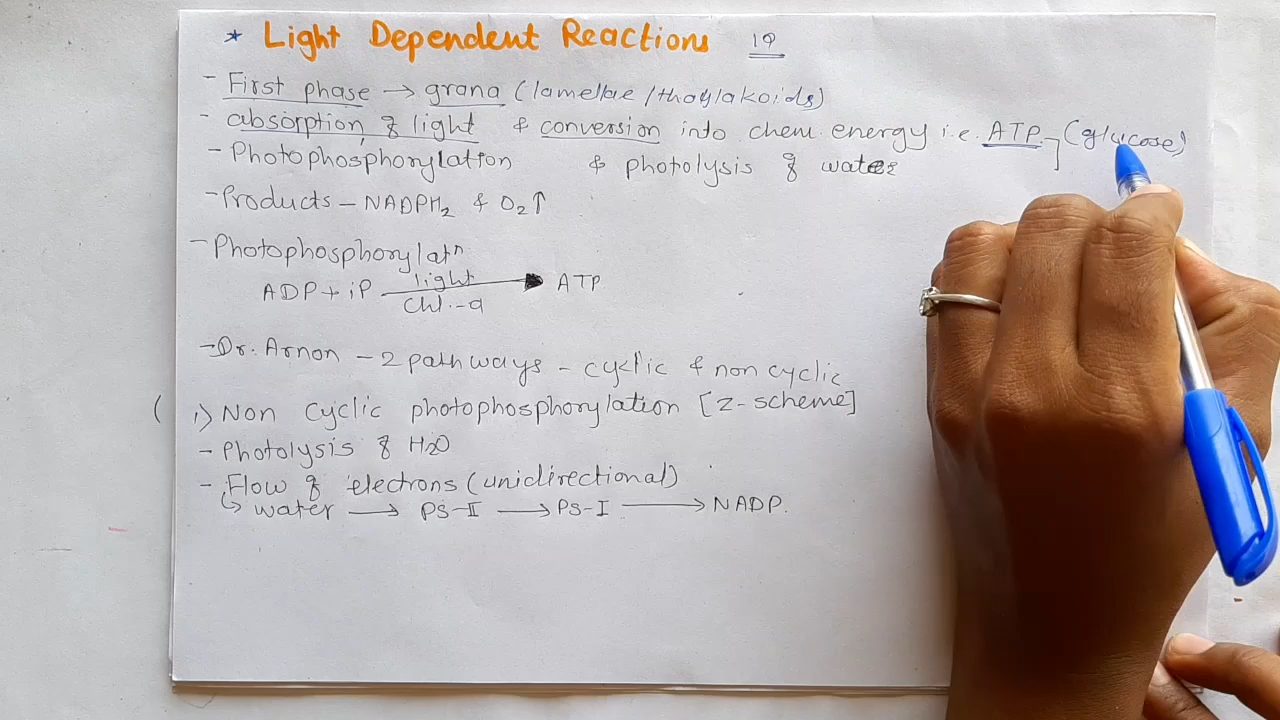 * Light Dependent Reactions 1Q
- First phase → grana (lamellae / thoylakoids)
- absorption of light & conversion into chem. energy i.e. ATP. (glucose)
- Photophosphorylation & photolysis of water
- Products - NADPH₂ & O₂↑
- Photophosphorylatⁿ
ADP + iP light Chl.-a → ATP
- Dr. Arnon - 2 pathways - cyclic & non cyclic
( 1) Non Cyclic photophosphorylation [Z-scheme]
- Photolysis of H2O
- Flow of electrons (unidirectional)
↳ water → PS-II → PS-I → NADP.